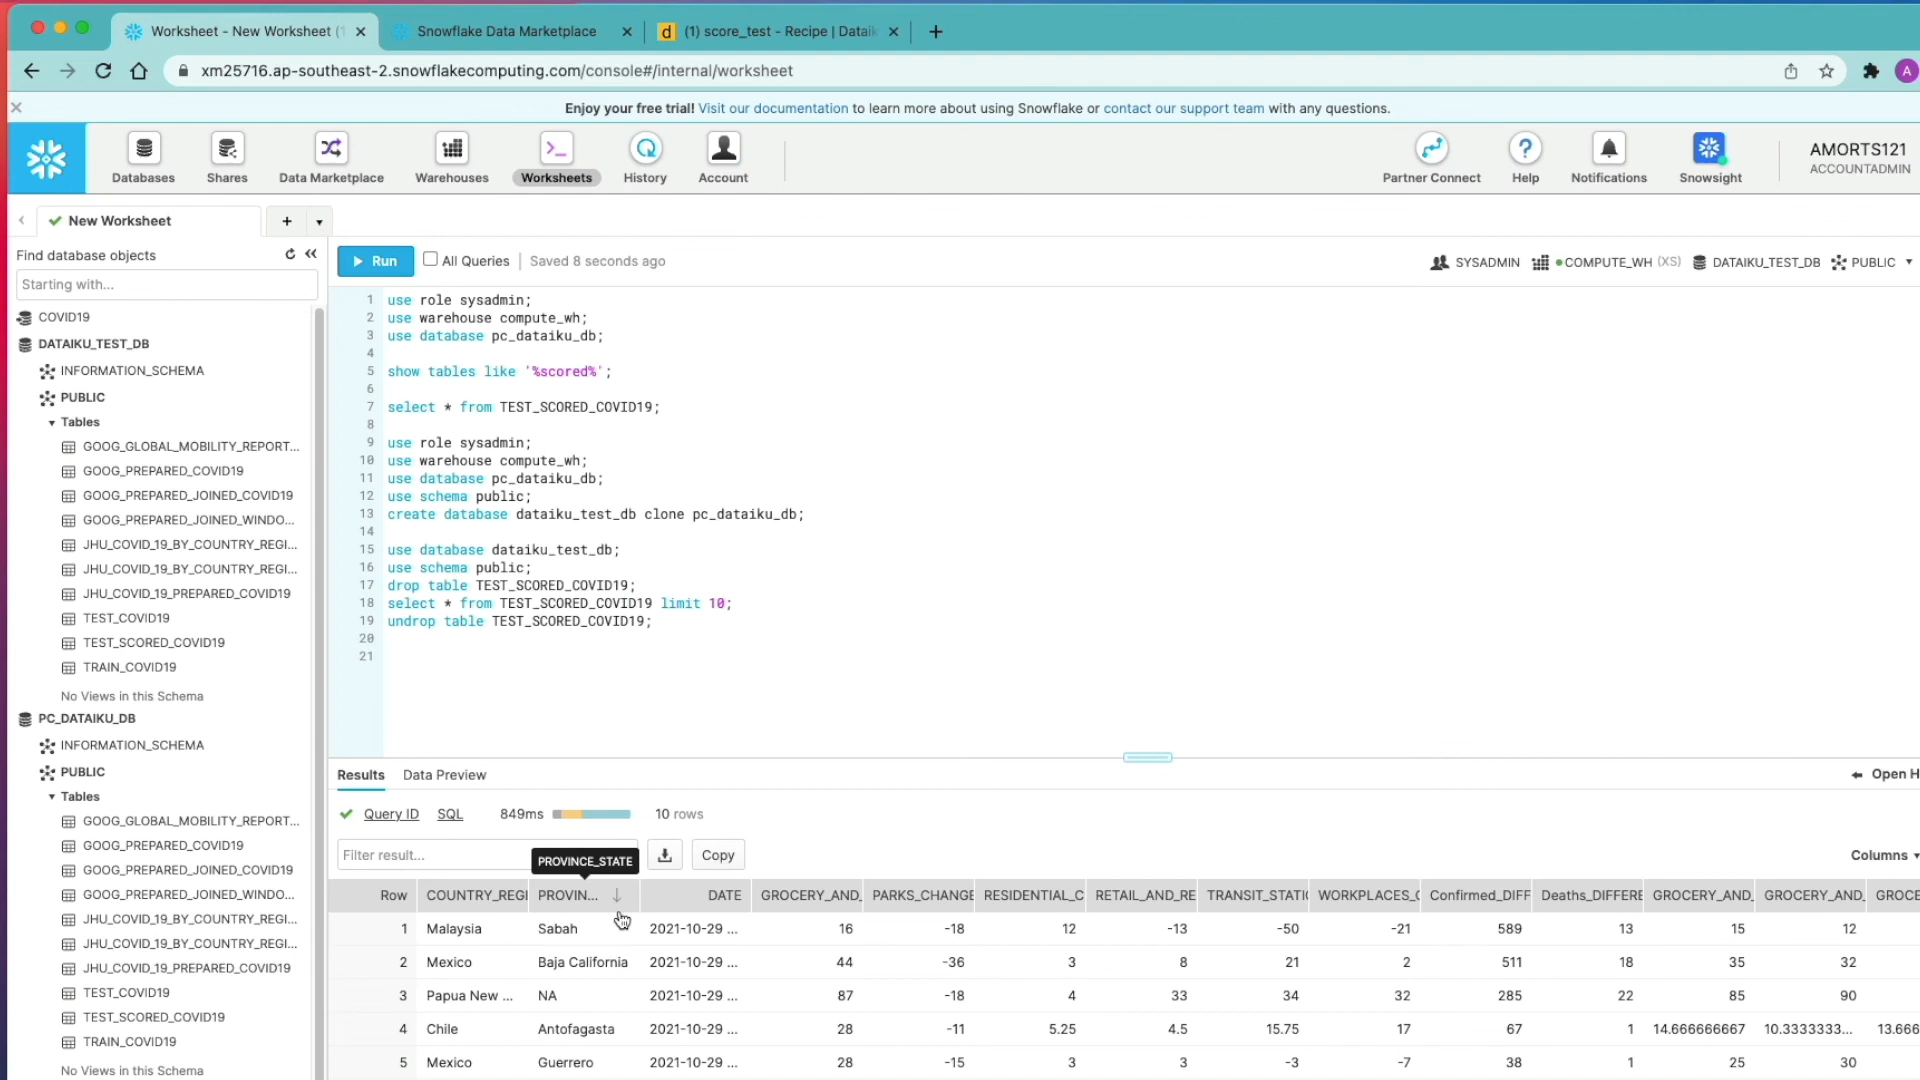 Worksheet - New Worksheet (1
Snowflake Data Marketplace
(1) score_test - Recipe | Dataik
xm25716.ap-southeast-2.snowflakecomputing.com/console#/internal/worksheet
A
Enjoy your free trial! Visit our documentation to learn more about using Snowflake or contact our support team with any questions.
Databases
Shares
Data Marketplace
Warehouses
Worksheets
History
Account
Partner Connect
Help
Notifications
Snowsight
AMORTS121
ACCOUNTADMIN
New Worksheet
Find database objects
Starting with...
Run
All Queries
Saved 8 seconds ago
SYSADMIN
COMPUTE_WH (XS)
DATAIKU_TEST_DB
PUBLIC
COVID19
DATAIKU_TEST_DB
INFORMATION_SCHEMA
PUBLIC
Tables
GOOG_GLOBAL_MOBILITY_REPORT...
GOOG_PREPARED_COVID19
GOOG_PREPARED_JOINED_COVID19
GOOG_PREPARED_JOINED_WINDO...
JHU_COVID_19_BY_COUNTRY_REGI...
JHU_COVID_19_BY_COUNTRY_REGI...
JHU_COVID_19_PREPARED_COVID19
TEST_COVID19
TEST_SCORED_COVID19
TRAIN_COVID19
No Views in this Schema
PC_DATAIKU_DB
INFORMATION_SCHEMA
PUBLIC
Tables
GOOG_GLOBAL_MOBILITY_REPORT...
GOOG_PREPARED_COVID19
GOOG_PREPARED_JOINED_COVID19
GOOG_PREPARED_JOINED_WINDO...
JHU_COVID_19_BY_COUNTRY_REGI...
JHU_COVID_19_BY_COUNTRY_REGI...
JHU_COVID_19_PREPARED_COVID19
TEST_COVID19
TEST_SCORED_COVID19
TRAIN_COVID19
No Views in this Schema
1 use role sysadmin;
2 use warehouse compute_wh;
3 use database pc_dataiku_db;
4
5 show tables like '%scored%';
6
7 select * from TEST_SCORED_COVID19;
8
9 use role sysadmin;
10 use warehouse compute_wh;
11 use database pc_dataiku_db;
12 use schema public;
13 create database dataiku_test_db clone pc_dataiku_db;
14
15 use database dataiku_test_db;
16 use schema public;
17 drop table TEST_SCORED_COVID19;
18 select * from TEST_SCORED_COVID19 limit 10;
19 undrop table TEST_SCORED_COVID19;
20
21
Results
Data Preview
Open H
Query ID
SQL
849ms
10 rows
Filter result...
PROVINCE_STATE
Copy
Columns
Row COUNTRY_REGI PROVIN... DATE GROCERY_AND_ PARKS_CHANGE RESIDENTIAL_C RETAIL_AND_RE TRANSIT_STATI WORKPLACES_C Confirmed_DIFF Deaths_DIFFERE GROCERY_AND_ GROCERY_AND_ GROCE
1 Malaysia Sabah 2021-10-29 ... 16 -18 12 -13 -50 -21 589 13 15 12
2 Mexico Baja California 2021-10-29 ... 44 -36 3 8 21 2 511 18 35 32
3 Papua New ... NA 2021-10-29 ... 87 -18 4 33 34 32 285 22 85 90
4 Chile Antofagasta 2021-10-29 ... 28 -11 5.25 4.5 15.75 17 67 1 14.666666667 10.3333333... 13.666
5 Mexico Guerrero 2021-10-29 ... 28 -15 3 3 -3 -7 38 1 25 30